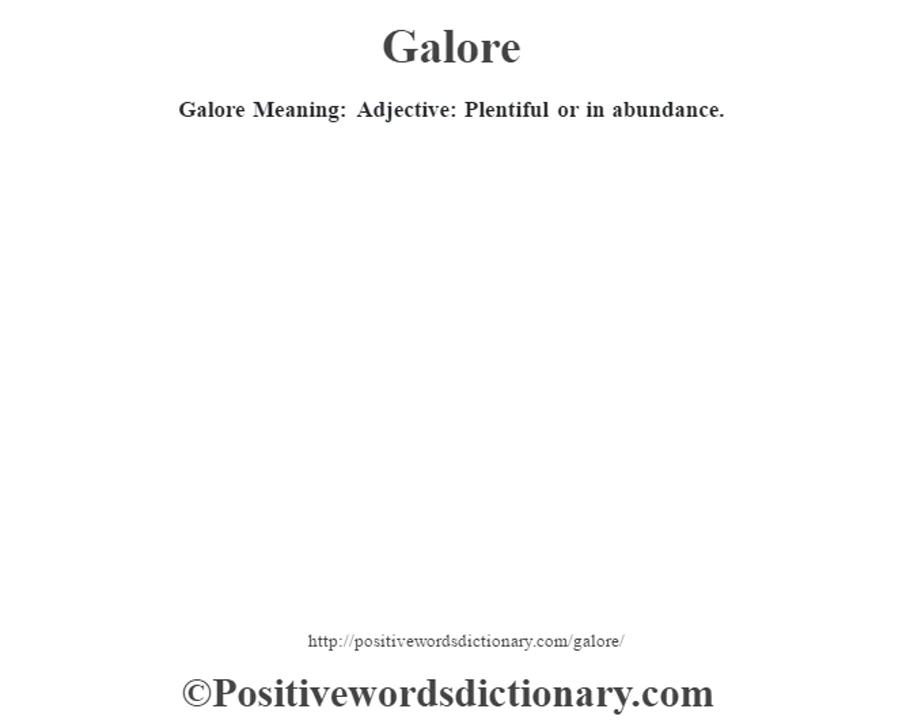 Galore
Galore Meaning: Adjective: Plentiful or in abundance.
http://positivewordsdictionary.com/galore/
©Positivewordsdictionary.com